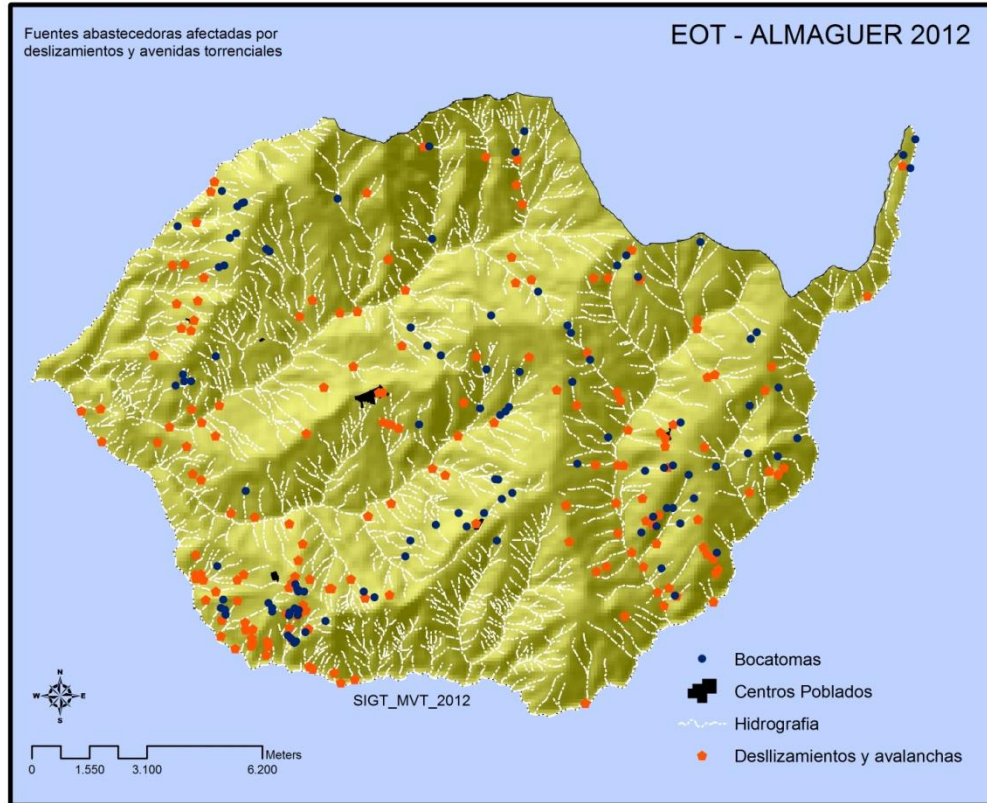 Fuentes abastecedoras afectadas por
deslizamientos y avenidas torrenciales
EOT - ALMAGUER 2012
SIGT_MVT_2012
Bocatomas
Centros Poblados
Hidrografia
Desllizamientos y avalanchas
N
W E
S
Meters
0 1.550 3.100 6.200